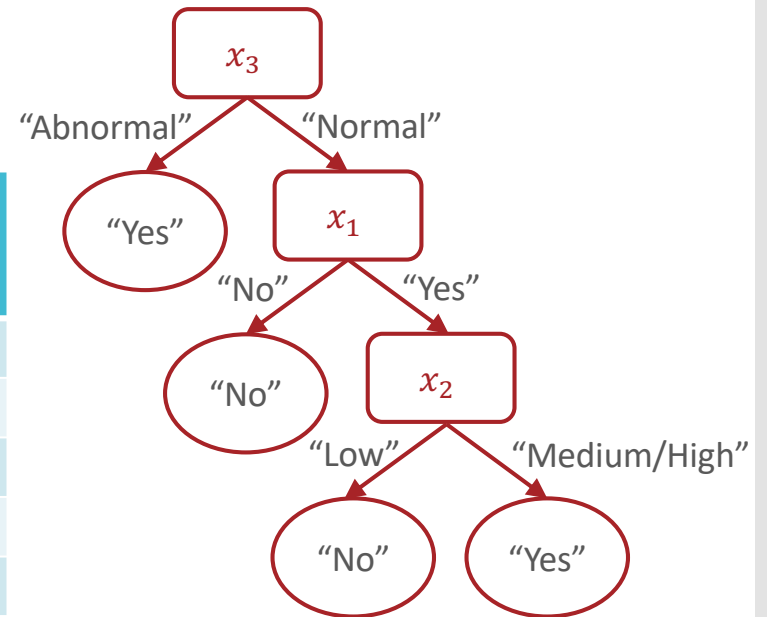 x₃
“Abnormal” “Normal”
“Yes” x₁
“No” “Yes”
“No” x₂
“Low” “Medium/High”
“No” “Yes”